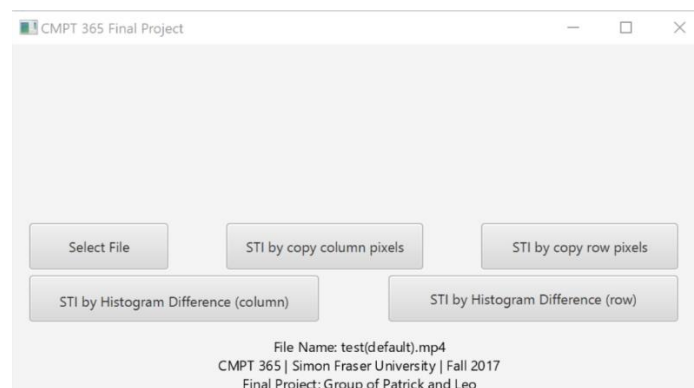 CMPT 365 Final Project
Select File
STI by copy column pixels
STI by copy row pixels
STI by Histogram Difference (column)
STI by Histogram Difference (row)
File Name: test(default).mp4
CMPT 365 | Simon Fraser University | Fall 2017
Final Project: Group of Patrick and Leo